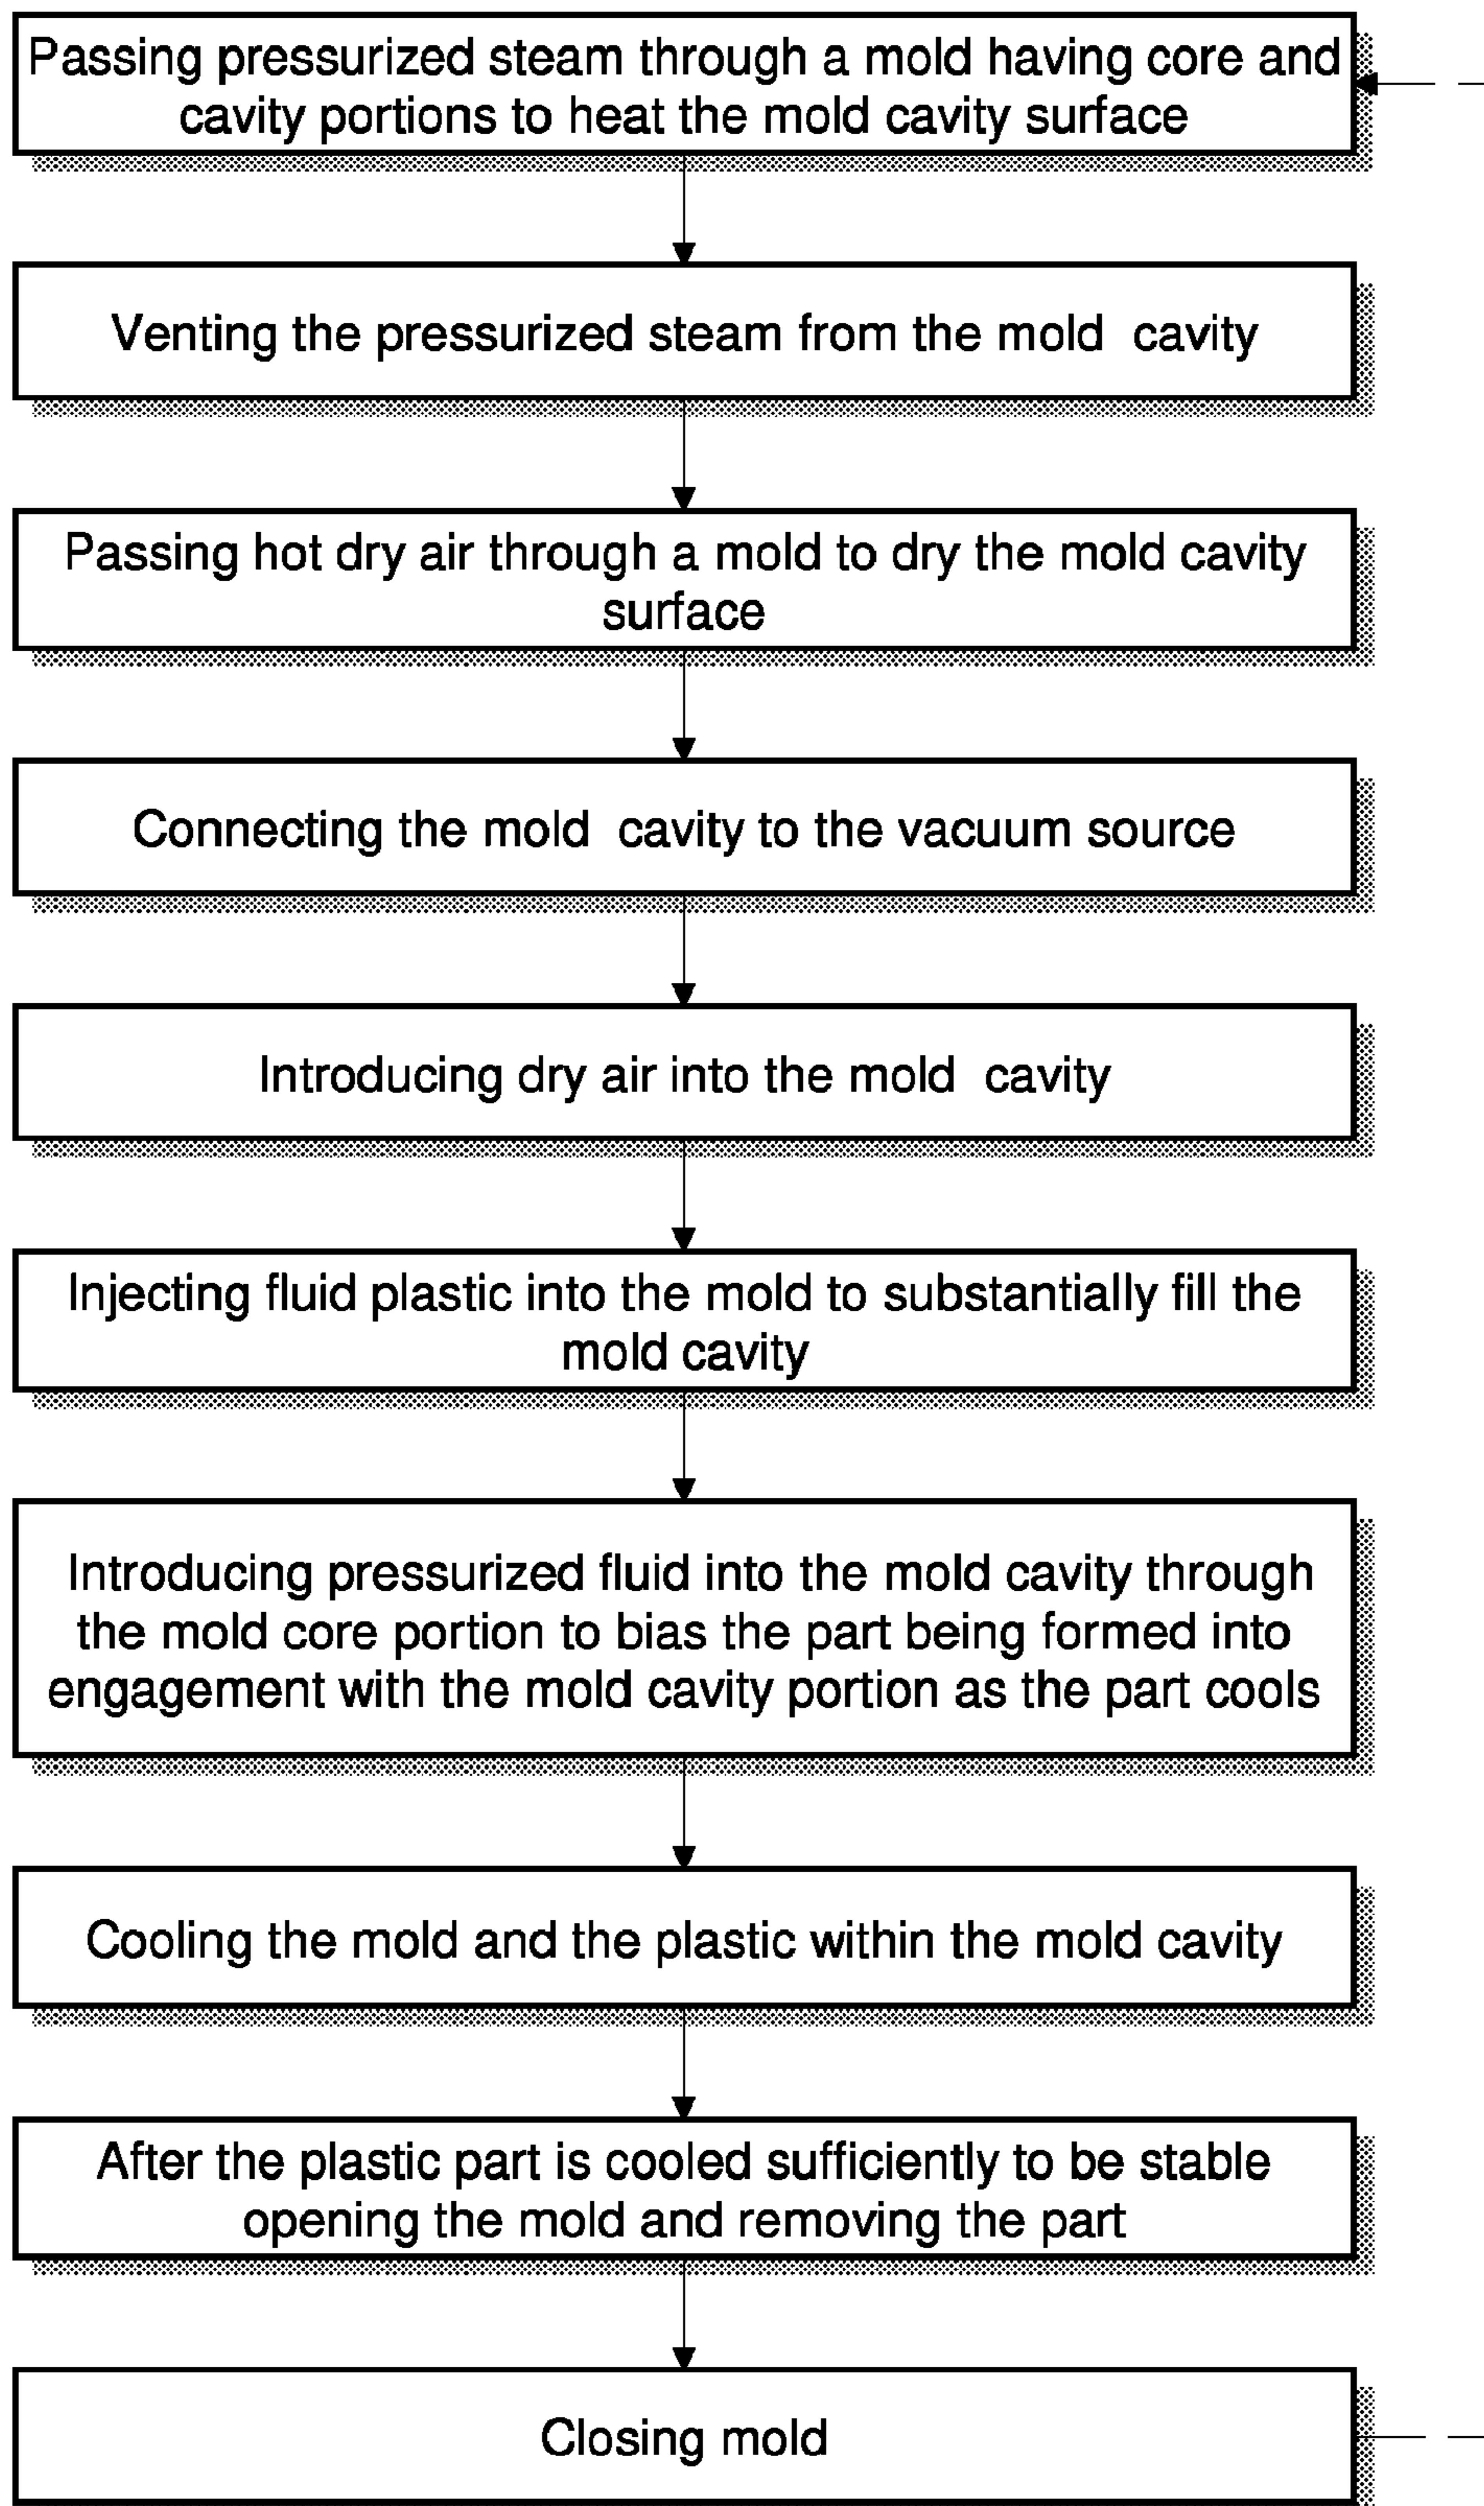 Passing pressurized steam through a mold having core and
cavity portions to heat the mold cavity surface
Venting the pressurized steam from the mold cavity
Passing hot dry air through a mold to dry the mold cavity
surface
Connecting the mold cavity to the vacuum source
Introducing dry air into the mold cavity
Injecting fluid plastic into the mold to substantially fill the
mold cavity
Introducing pressurized fluid into the mold cavity through
the mold core portion to bias the part being formed into
engagement with the mold cavity portion as the part cools
Cooling the mold and the plastic within the mold cavity
After the plastic part is cooled sufficiently to be stable
opening the mold and removing the part
Closing mold